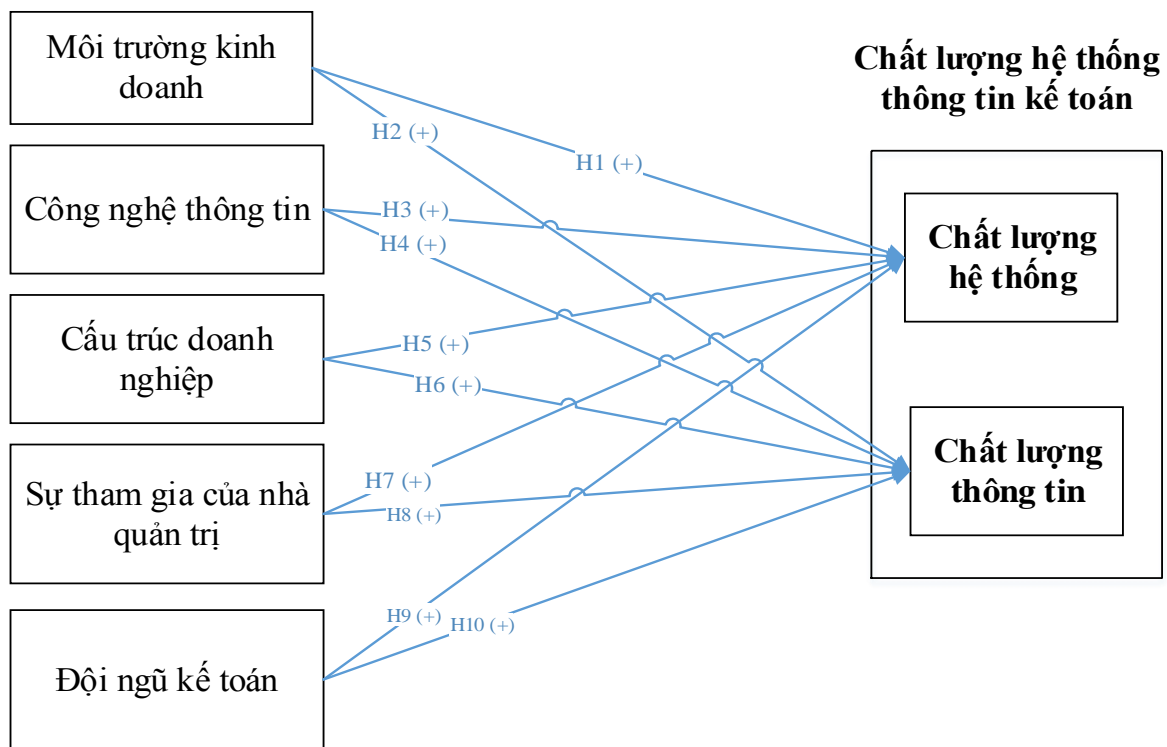 Môi trường kinh
doanh
Chất lượng hệ thống
thông tin kế toán
H2 (+)
H1 (+)
Công nghệ thông tin
H3 (+)
H4 (+)
Chất lượng
hệ thống
Cấu trúc doanh
nghiệp
H5 (+)
H6 (+)
Chất lượng
thông tin
Sự tham gia của nhà
quản trị
H7 (+)
H8 (+)
Đội ngũ kế toán
H9 (+)
H10 (+)